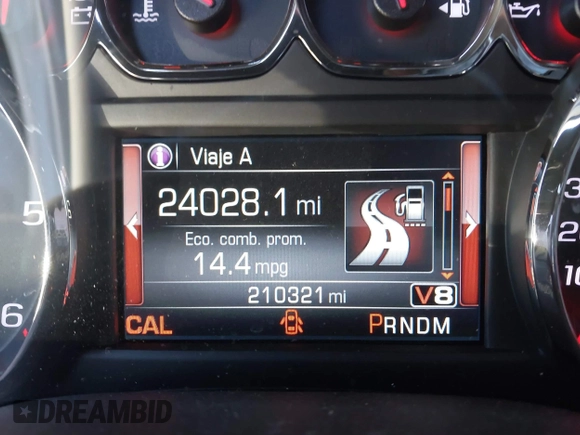 Viaje A
24028.1 mi
Eco. comb. prom.
14.4 mpg
210321 mi
V8
CAL
PRNDM
5
6
DREAMBID